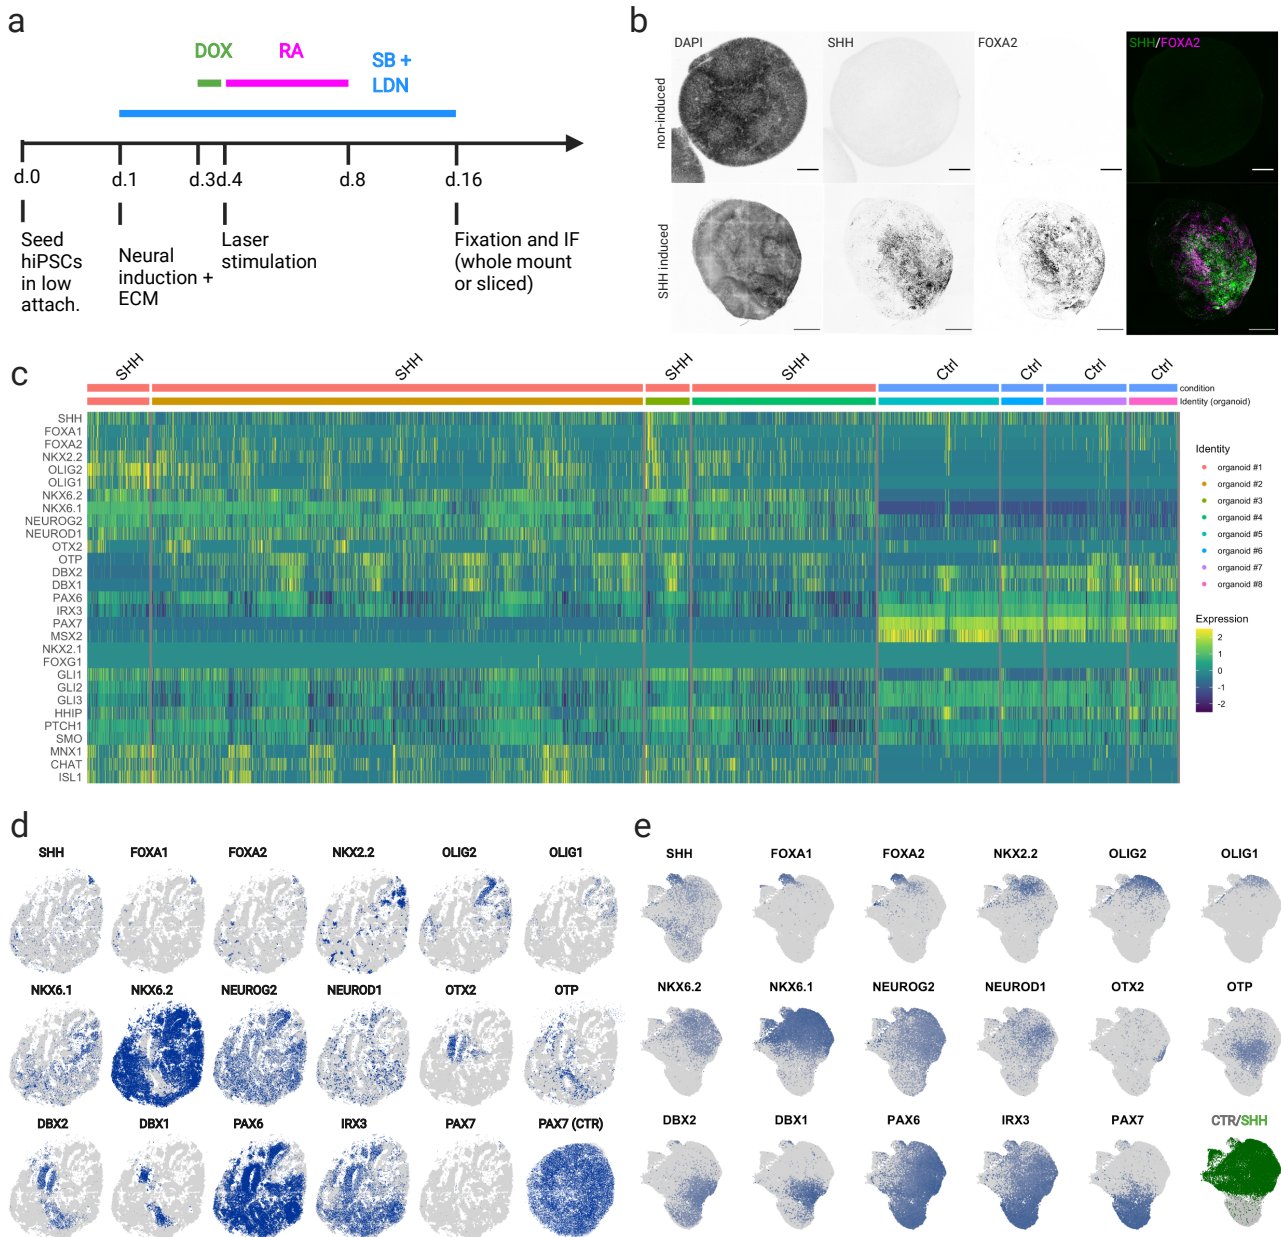 a
DOX
RA
SB +
LDN
d.0
d.1
d.3
d.4
d.8
d.16
Seed
hiPSCs
in low
attach.
Neural
induction +
ECM
Laser
stimulation
Fixation and IF
(whole mount
or sliced)
b
DAPI
SHH
FOXA2
SHH/FOXA2
non-induced
SHH induced
c
SHH
SHH
SHH
SHH
Ctrl
Ctrl
Ctrl
Ctrl
condition
Identity (organoid)
SHH
FOXA1
FOXA2
NKX2.2
OLIG2
OLIG1
NKX6.2
NKX6.1
NEUROG2
NEUROD1
OTX2
OTP
DBX2
DBX1
PAX6
IRX3
PAX7
MSX2
NKX2.1
FOXG1
GLI1
GLI2
GLI3
HHIP
PTCH1
SMO
MNX1
CHAT
ISL1
Identity
organoid #1
organoid #2
organoid #3
organoid #4
organoid #5
organoid #6
organoid #7
organoid #8
Expression
2
1
0
-1
-2
d
SHH FOXA1 FOXA2 NKX2.2 OLIG2 OLIG1
NKX6.1 NKX6.2 NEUROG2 NEUROD1 OTX2 OTP
DBX2 DBX1 PAX6 IRX3 PAX7 PAX7 (CTR)
e
SHH FOXA1 FOXA2 NKX2.2 OLIG2 OLIG1
NKX6.2 NKX6.1 NEUROG2 NEUROD1 OTX2 OTP
DBX2 DBX1 PAX6 IRX3 PAX7 CTR/SHH